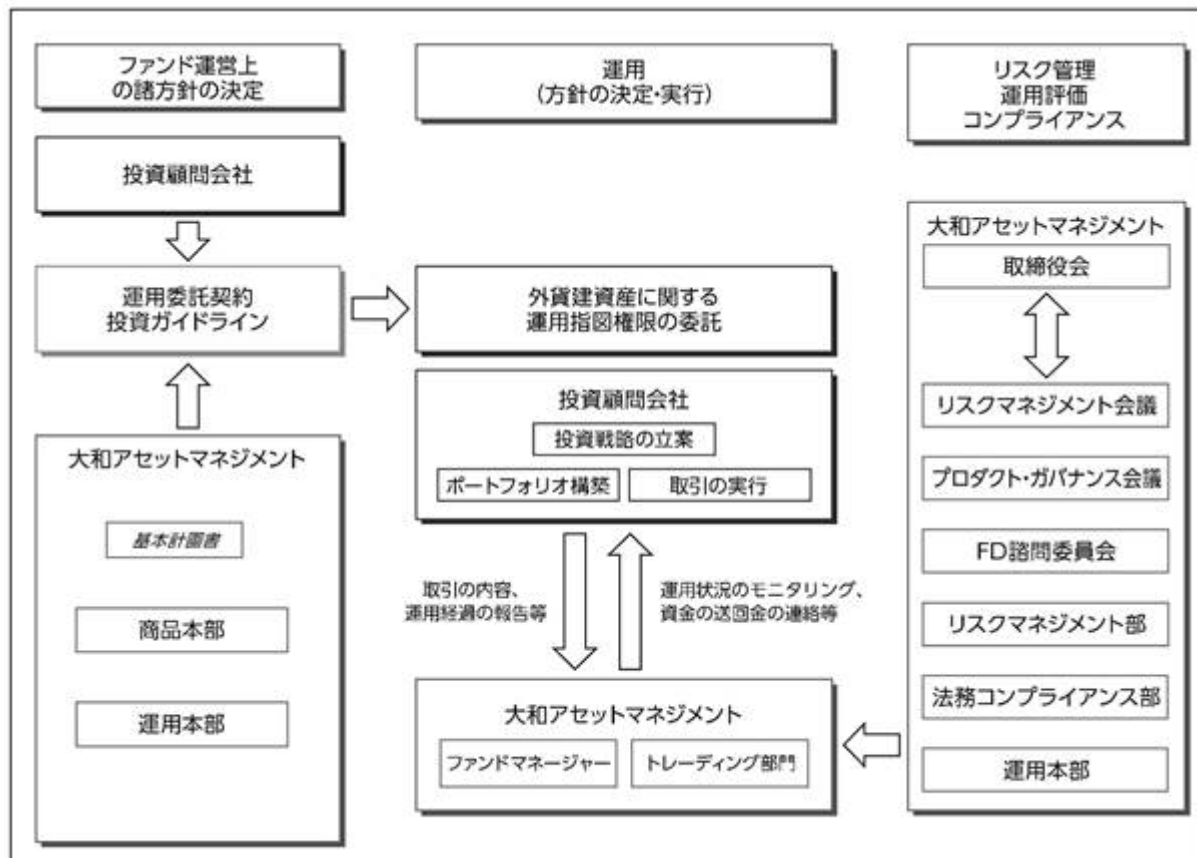 ファンド運営上
の諸方針の決定
投資顧問会社
運用委託契約
投資ガイドライン
大和アセットマネジメント
基本計画書
商品本部
運用本部
運用
(方針の決定・実行)
外貨建資産に関する
運用指図権限の委託
投資顧問会社
投資戦略の立案
ポートフォリオ構築
取引の実行
取引の内容、
運用経過の報告等
運用状況のモニタリング、
資金の送回金の連絡等
大和アセットマネジメント
ファンドマネージャー
トレーディング部門
リスク管理
運用評価
コンプライアンス
大和アセットマネジメント
取締役会
リスクマネジメント会議
プロダクト・ガバナンス会議
FD諮問委員会
リスクマネジメント部
法務コンプライアンス部
運用本部